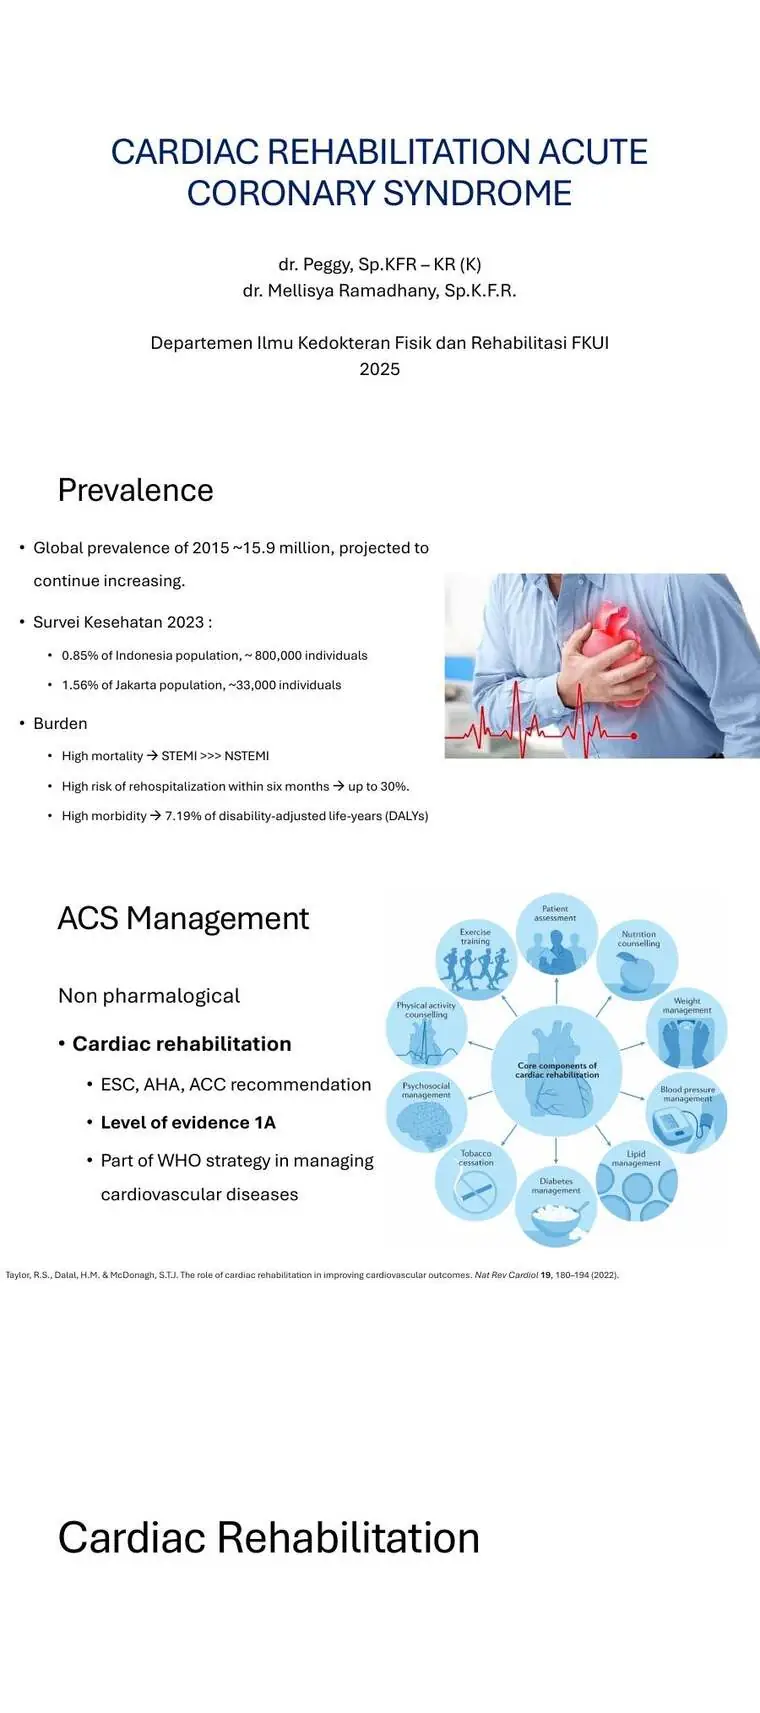 CARDIAC REHABILITATION ACUTE
CORONARY SYNDROME
dr. Peggy, Sp.KFR – KR (K)
dr. Mellisya Ramadhany, Sp.K.F.R.
Departemen Ilmu Kedokteran Fisik dan Rehabilitasi FKUI
2025
Prevalence
• Global prevalence of 2015 ~15.9 million, projected to
continue increasing.
• Survei Kesehatan 2023 :
• 0.85% of Indonesia population, ~ 800,000 individuals
• 1.56% of Jakarta population, ~33,000 individuals
• Burden
• High mortality → STEMI >>> NSTEMI
• High risk of rehospitalization within six months → up to 30%.
• High morbidity → 7.19% of disability-adjusted life-years (DALYs)
ACS Management
Non pharmalogical
• Cardiac rehabilitation
• ESC, AHA, ACC recommendation
• Level of evidence 1A
• Part of WHO strategy in managing
cardiovascular diseases
Patient
assessment
Nutrition
counselling
Weight
management
Blood pressure
management
Lipid
management
Diabetes
management
Tobacco
cessation
Psychosocial
management
Physical activity
counselling
Exercise
training
Core components of
cardiac rehabilitation
Taylor, R.S., Dalal, H.M. & McDonagh, S.T.J. The role of cardiac rehabilitation in improving cardiovascular outcomes. Nat Rev Cardiol 19, 180–194 (2022).
Cardiac Rehabilitation